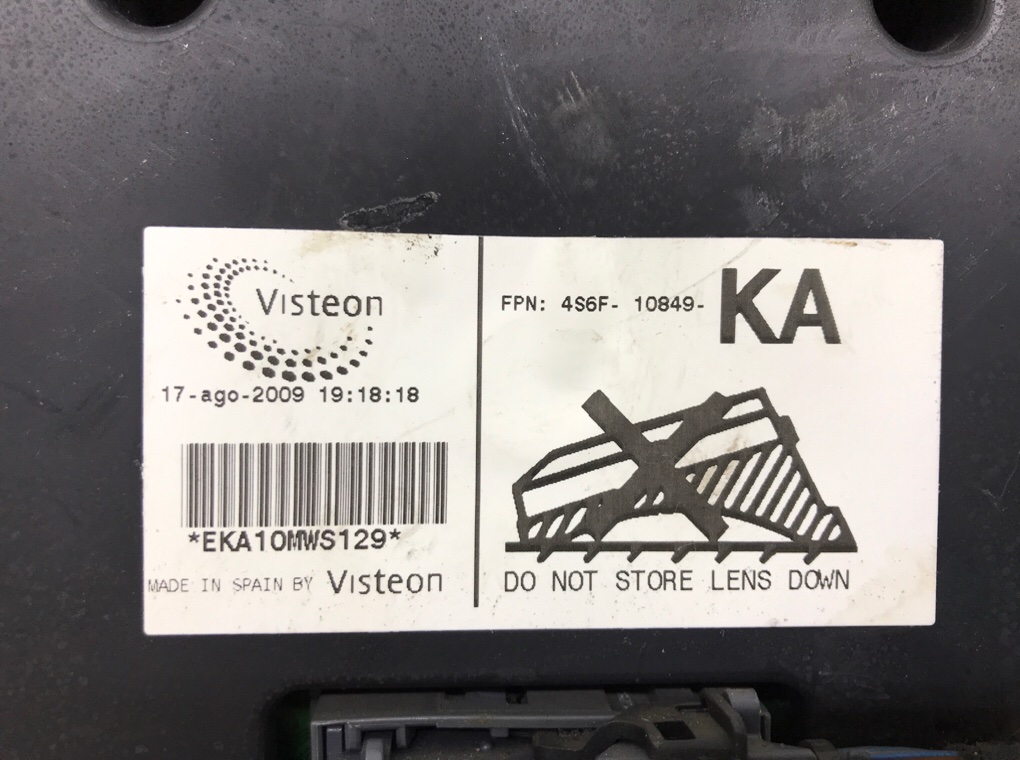 Visteon
17-ago-2009 19:18:18
*EKA10MWS129*
MADE IN SPAIN BY Visteon
FPN: 4S6F- 10849- KA
DO NOT STORE LENS DOWN